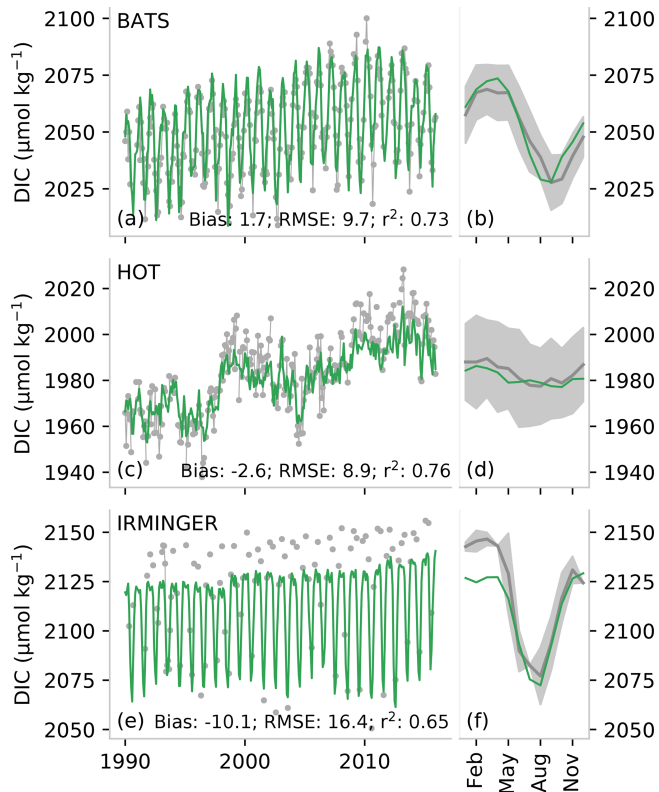 BATS
DIC (μmol kg⁻¹)
2100
2075
2050
2025
(a) Bias: 1.7; RMSE: 9.7; r²: 0.73
(b)
2100
2075
2050
2025
HOT
DIC (μmol kg⁻¹)
2020
2000
1980
1960
1940
(c) Bias: -2.6; RMSE: 8.9; r²: 0.76
(d)
2020
2000
1980
1960
1940
IRMINGER
DIC (μmol kg⁻¹)
2150
2125
2100
2075
2050
(e) Bias: -10.1; RMSE: 16.4; r²: 0.65
(f)
2150
2125
2100
2075
2050
1990 2000 2010
Feb May Aug Nov